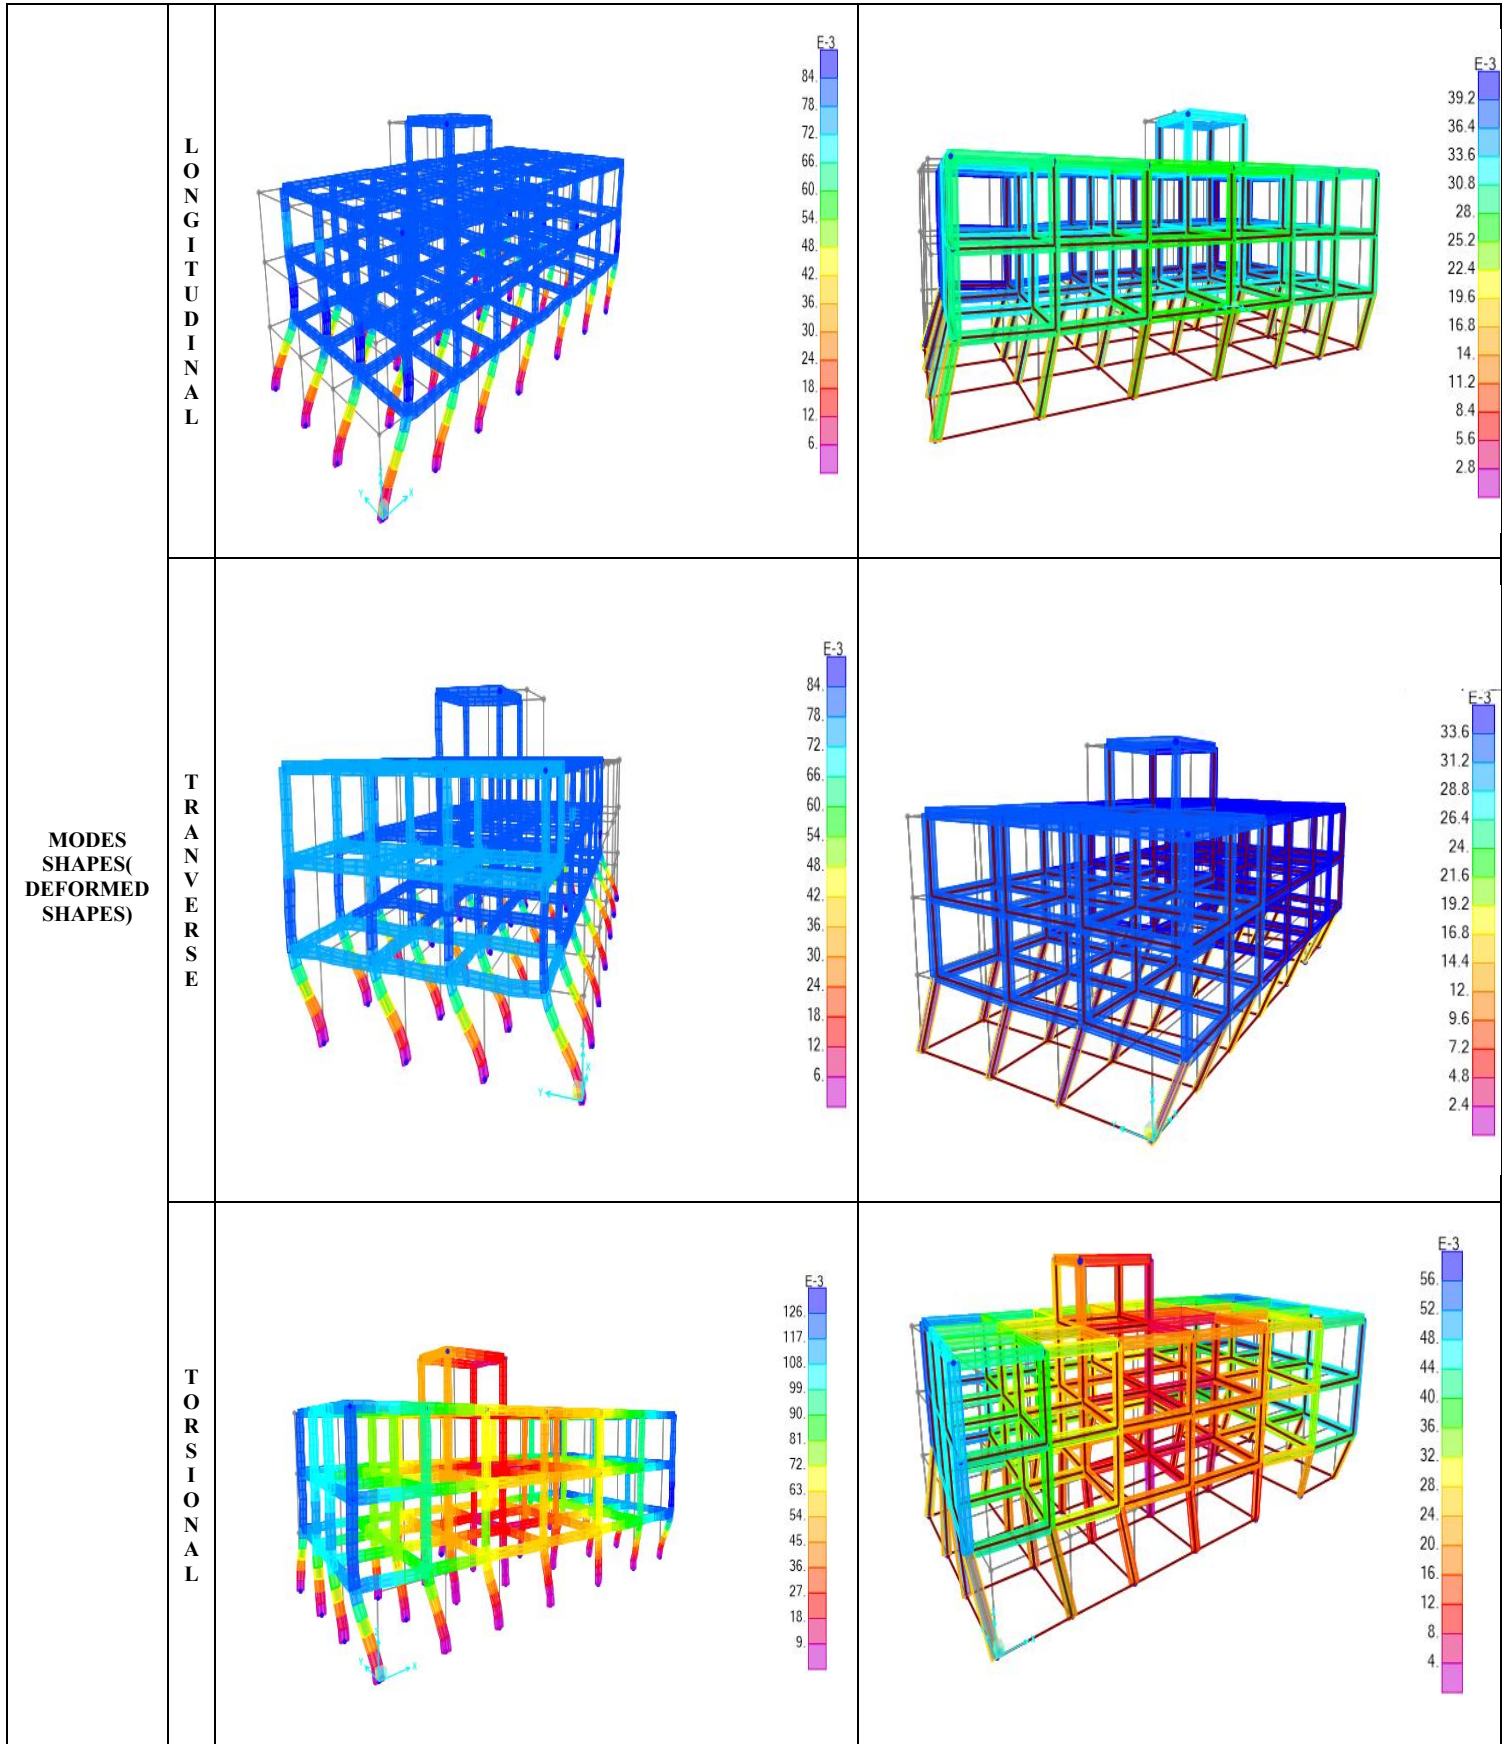 MODES
SHAPES(
DEFORMED
SHAPES)
L
O
N
G
I
T
U
D
I
N
A
L
E-3
84.
78.
72.
66.
60.
54.
48.
42.
36.
30.
24.
18.
12.
6.
Y
X
E-3
39.2
36.4
33.6
30.8
28.
25.2
22.4
19.6
16.8
14.
11.2
8.4
5.6
2.8
T
R
A
N
V
E
R
S
E
E-3
84.
78.
72.
66.
60.
54.
48.
42.
36.
30.
24.
18.
12.
6.
X
Y
E-3
33.6
31.2
28.8
26.4
24.
21.6
19.2
16.8
14.4
12.
9.6
7.2
4.8
2.4
T
O
R
S
I
O
N
A
L
E-3
126.
117.
108.
99.
90.
81.
72.
63.
54.
45.
36.
27.
18.
9.
Y
X
E-3
56.
52.
48.
44.
40.
36.
32.
28.
24.
20.
16.
12.
8.
4.